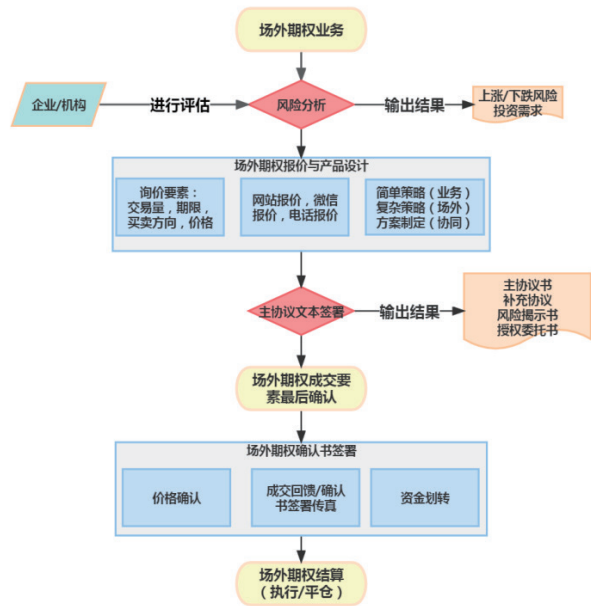 场外期权业务
企业/机构
进行评估
风险分析
输出结果
上涨/下跌风险
投资需求
场外期权报价与产品设计
询价要素：
交易量，期限，
买卖方向，价格
网站报价，微信
报价，电话报价
简单策略（业务）
复杂策略（场外）
方案制定（协同）
主协议文本签署
输出结果
主协议书
补充协议
风险揭示书
授权委托书
场外期权成交要
素最后确认
场外期权确认书签署
价格确认
成交回馈/确认
书签署传真
资金划转
场外期权结算
（执行/平仓）